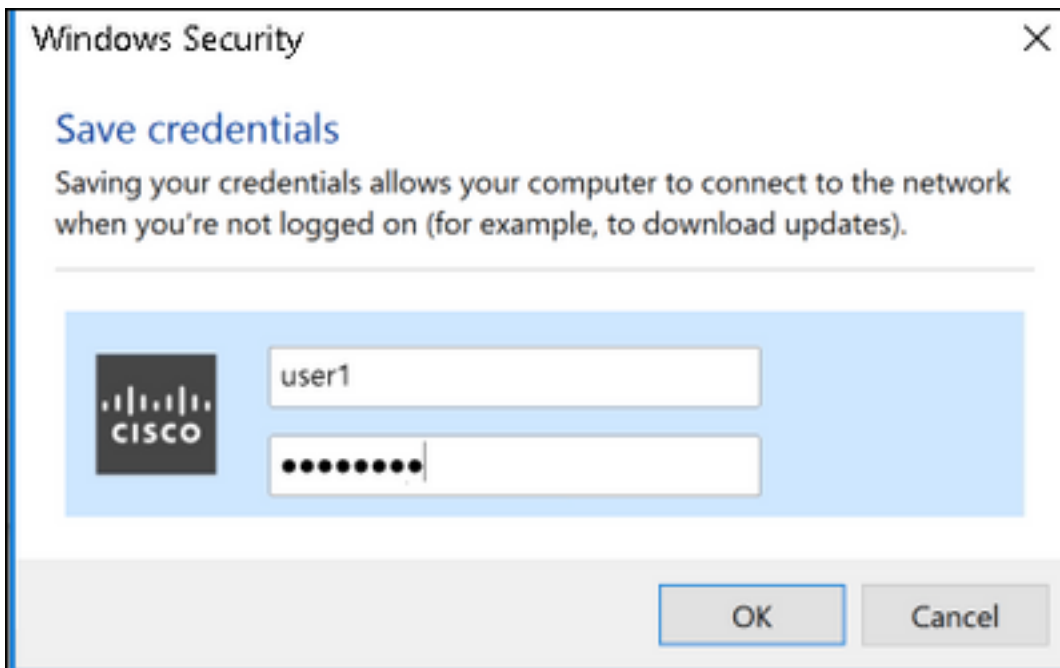 Windows Security
Save credentials
Saving your credentials allows your computer to connect to the network
when you're not logged on (for example, to download updates).
user1
CISCO
●●●●●●●●
OK
Cancel